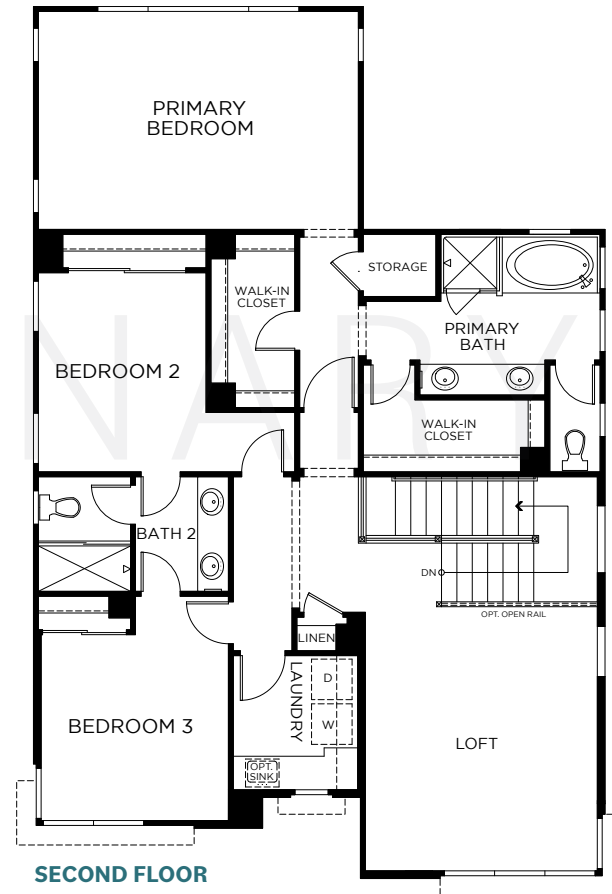 PRIMARY
BEDROOM
STORAGE
WALK-IN
CLOSET
PRIMARY
BATH
BEDROOM 2
WALK-IN
CLOSET
NARY
BATH 2
DN
OPT. OPEN RAIL
LINEN
LAUNDRY
D
W
BEDROOM 3
LOFT
OPT.
SINK
SECOND FLOOR